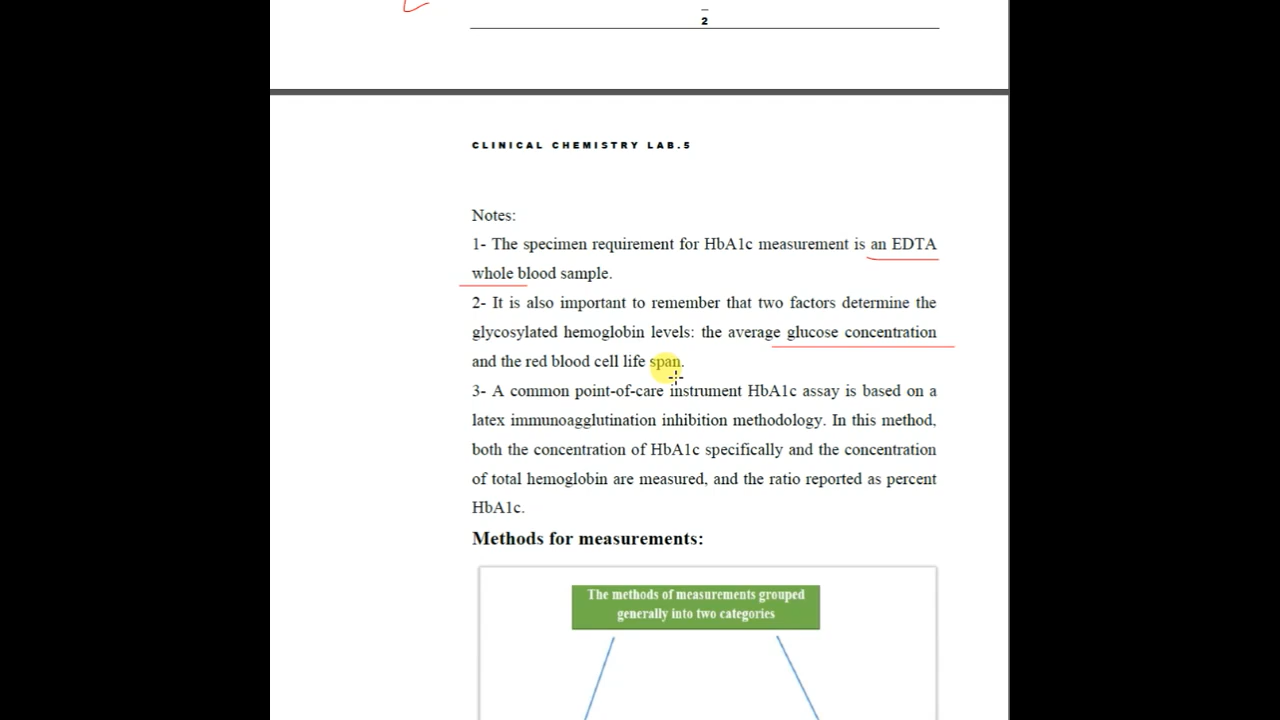 2
CLINICAL CHEMISTRY LAB.5
Notes:
1- The specimen requirement for HbA1c measurement is an EDTA
whole blood sample.
2- It is also important to remember that two factors determine the
glycosylated hemoglobin levels: the average glucose concentration
and the red blood cell life span.
3- A common point-of-care instrument HbA1c assay is based on a
latex immunoagglutination inhibition methodology. In this method,
both the concentration of HbA1c specifically and the concentration
of total hemoglobin are measured, and the ratio reported as percent
HbA1c.
Methods for measurements:
The methods of measurements grouped
generally into two categories